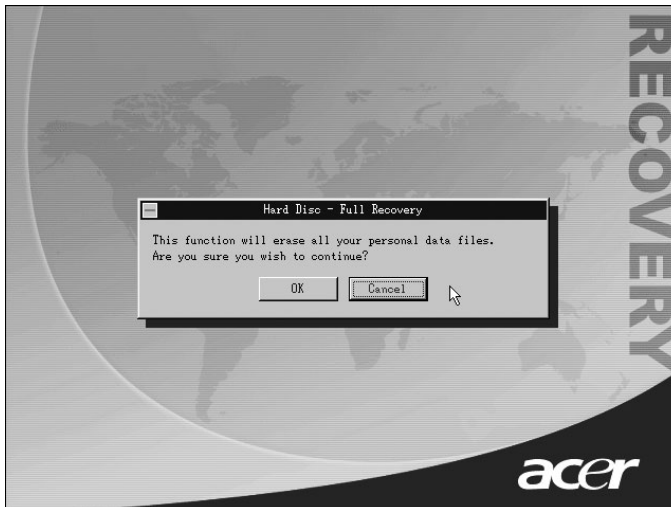 RECOVERY
Hard Disc - Full Recovery
This function will erase all your personal data files.
Are you sure you wish to continue?
OK
Cancel
acer